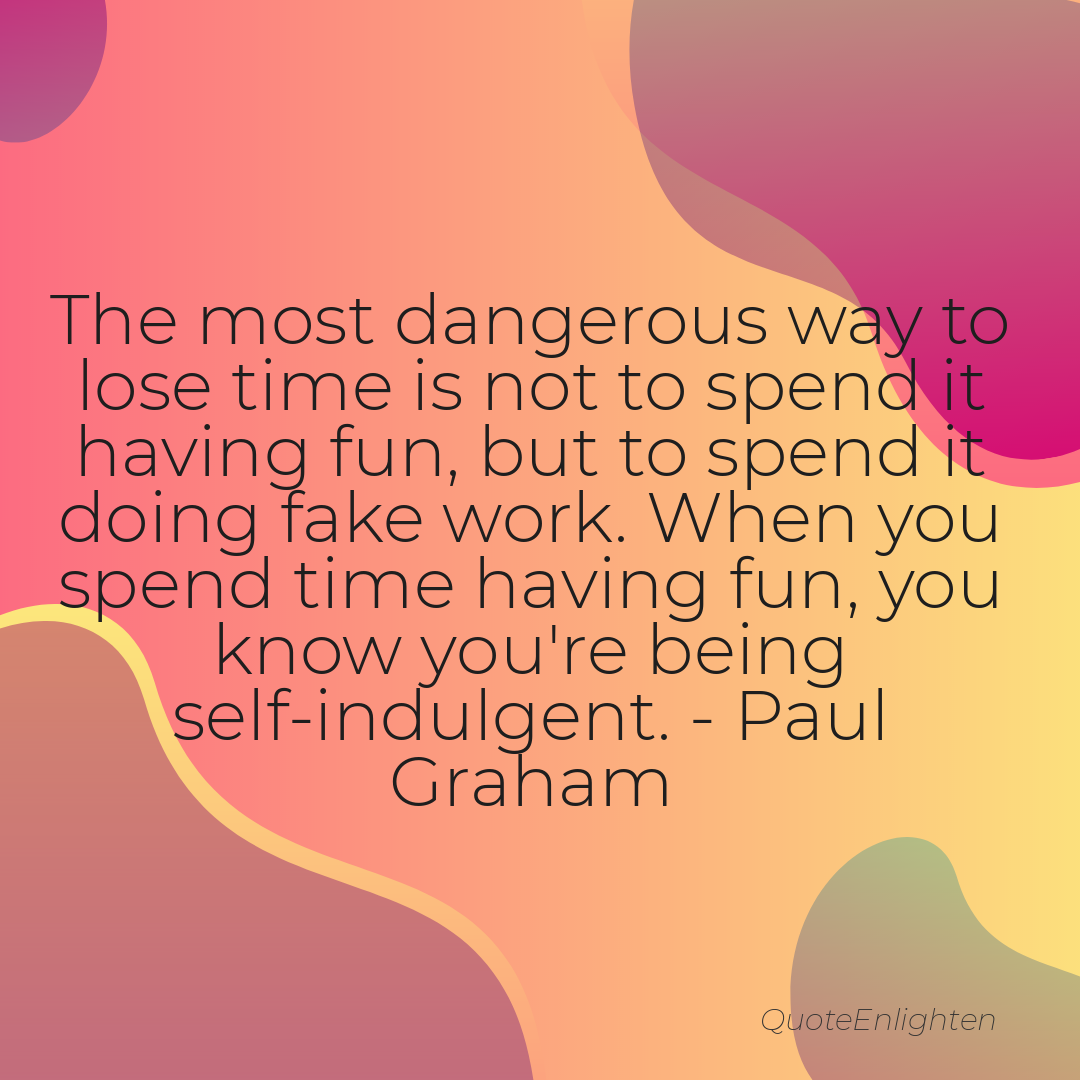 The most dangerous way to
lose time is not to spend it
having fun, but to spend it
doing fake work. When you
spend time having fun, you
know you're being
self-indulgent. - Paul
Graham
QuoteEnlighten